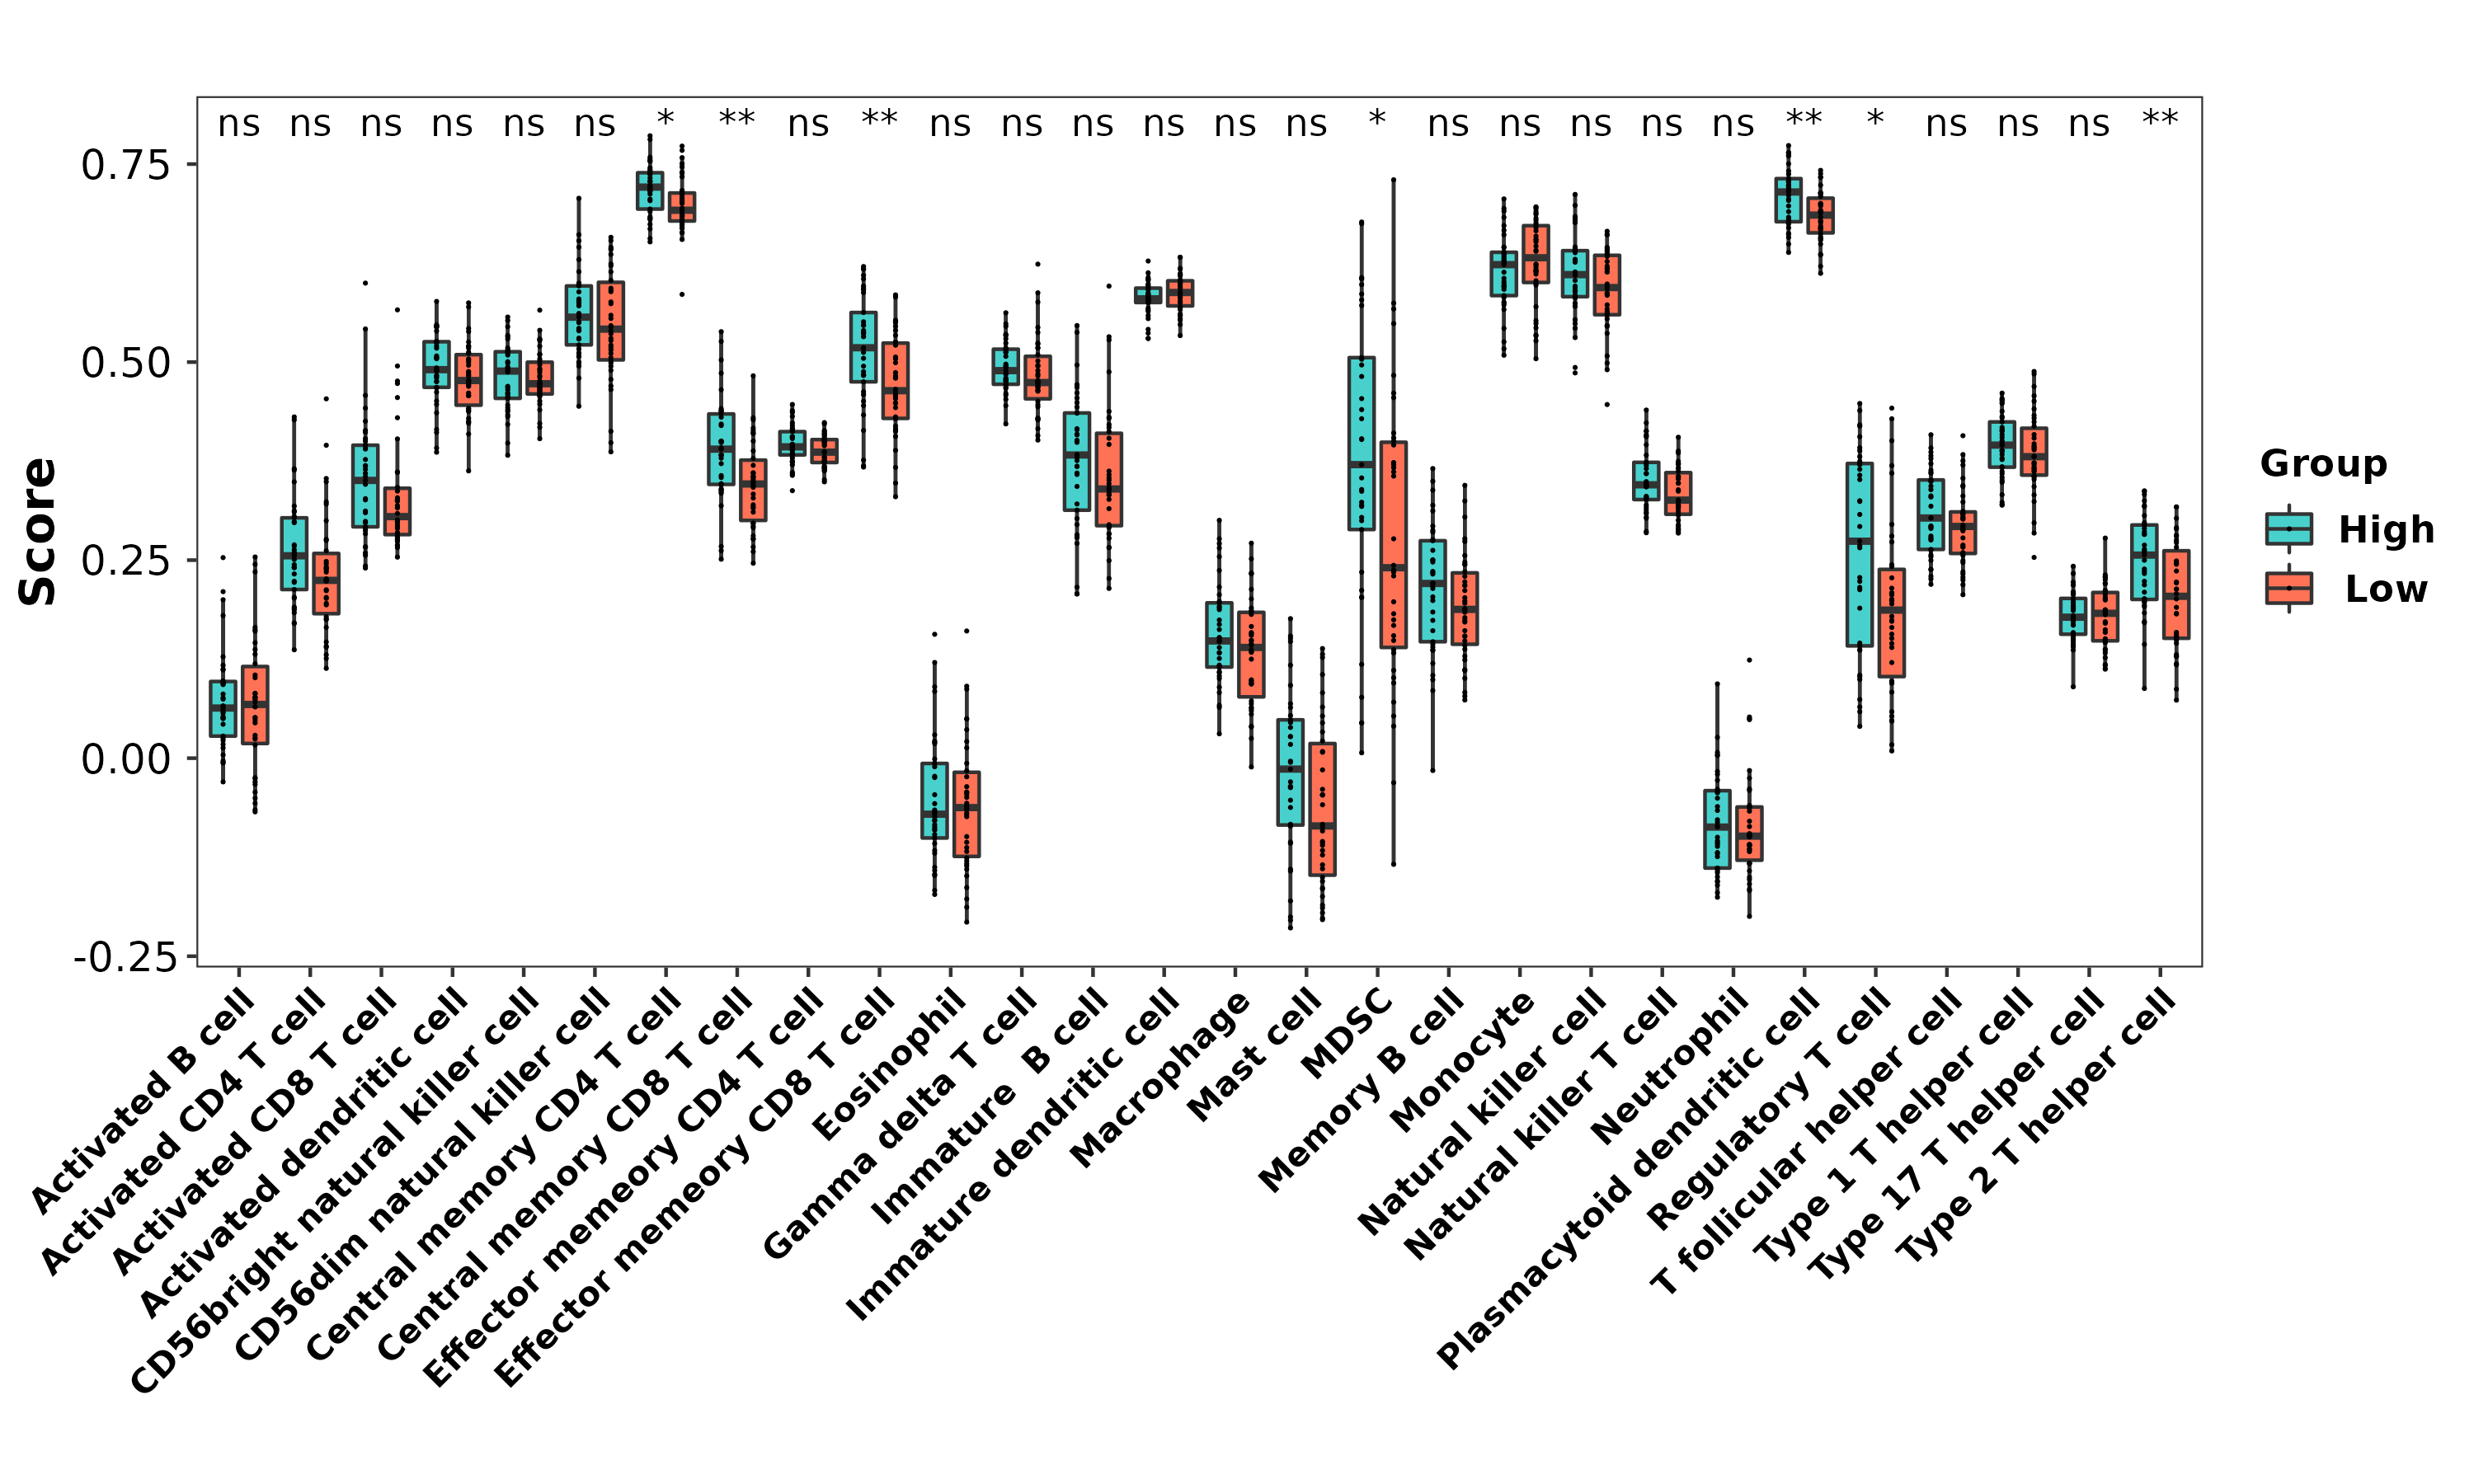 ns ns ns ns ns ns * ** ns ** ns ns ns ns ns ns * ns ns ns ns ns ** * ns ns ns **
0.75
0.50
0.25
0.00
-0.25
Score
Group
High
Low
Activated B cell
Activated CD4 T cell
Activated CD8 T cell
Activated dendritic cell
CD56bright natural killer cell
CD56dim natural killer cell
Central memory CD4 T cell
Central memory CD8 T cell
Effector memeory CD4 T cell
Effector memeory CD8 T cell
Eosinophil
Gamma delta T cell
Immature  B cell
Immature dendritic cell
Macrophage
Mast cell
MDSC
Memory B cell
Monocyte
Natural killer cell
Natural killer T cell
Neutrophil
Plasmacytoid dendritic cell
Regulatory T cell
T follicular helper cell
Type 1 T helper cell
Type 17 T helper cell
Type 2 T helper cell